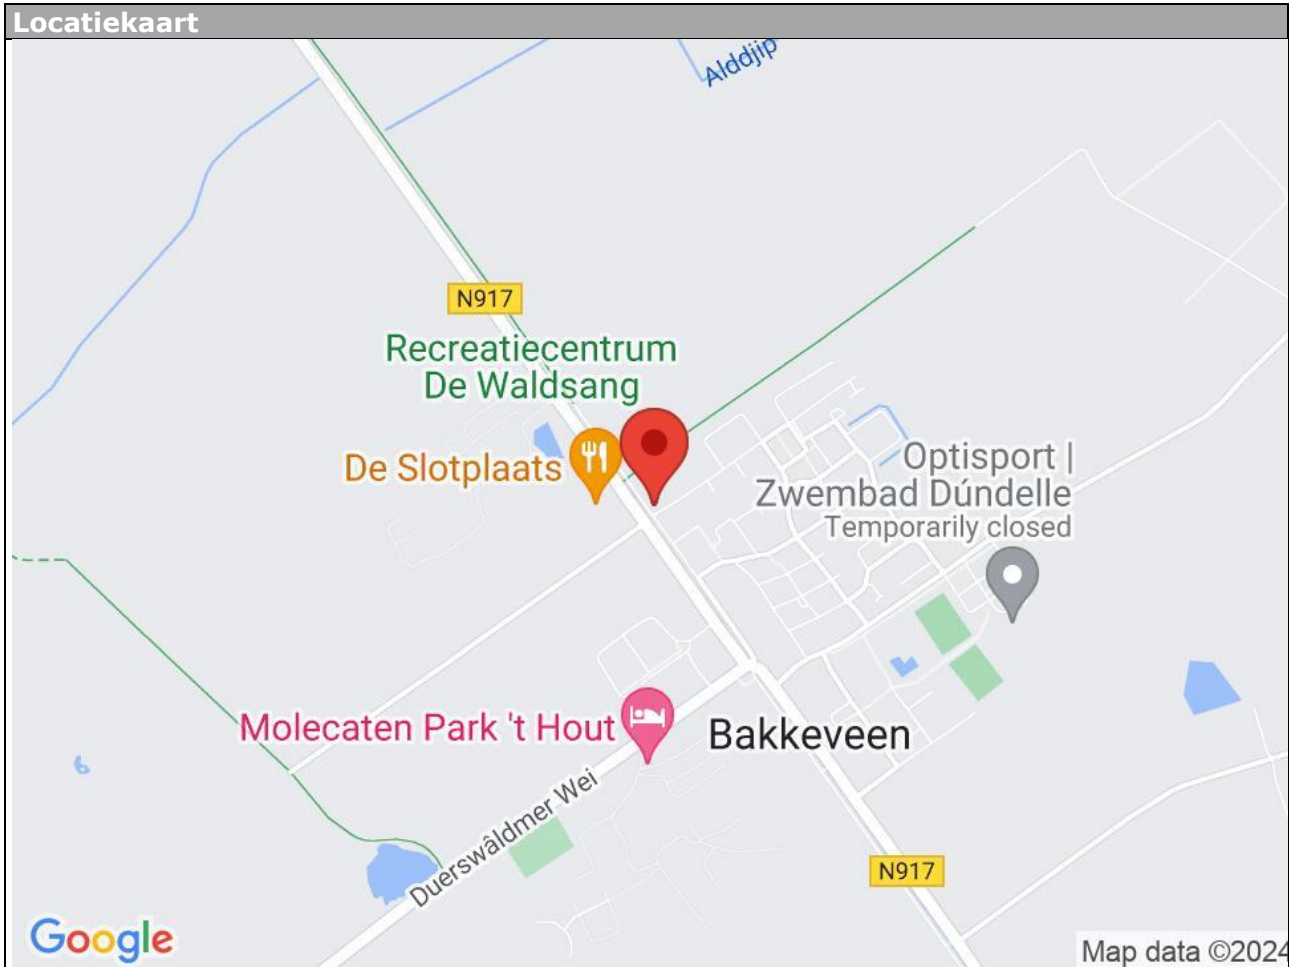 Locatiekaart
Alddjip
N917
Recreatiecentrum
De Waldsang
De Slotplaats
Optisport |
Zwembad Dúndelle
Temporarily closed
Molecaten Park 't Hout
Bakkeveen
Duerswâldmer Wei
N917
Google
Map data ©2024